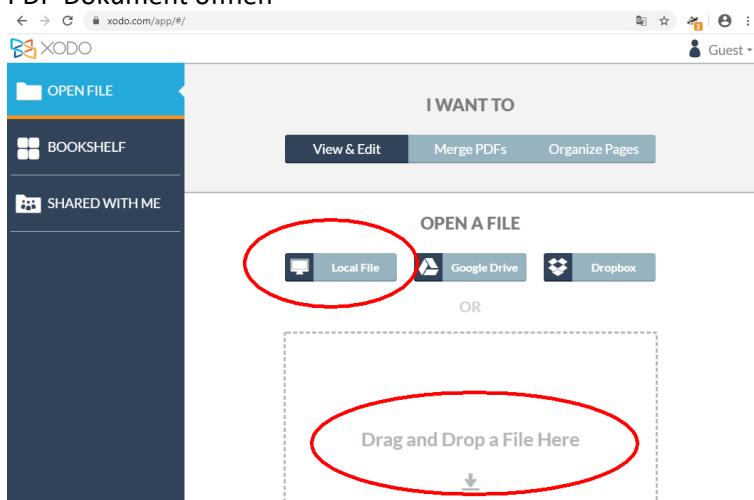 PDF-Dokument öffnen
xodo.com/app/#/
XODO
Guest
OPEN FILE
I WANT TO
BOOKSHELF
View & Edit Merge PDFs Organize Pages
SHARED WITH ME
OPEN A FILE
Local File Google Drive Dropbox
OR
Drag and Drop a File Here